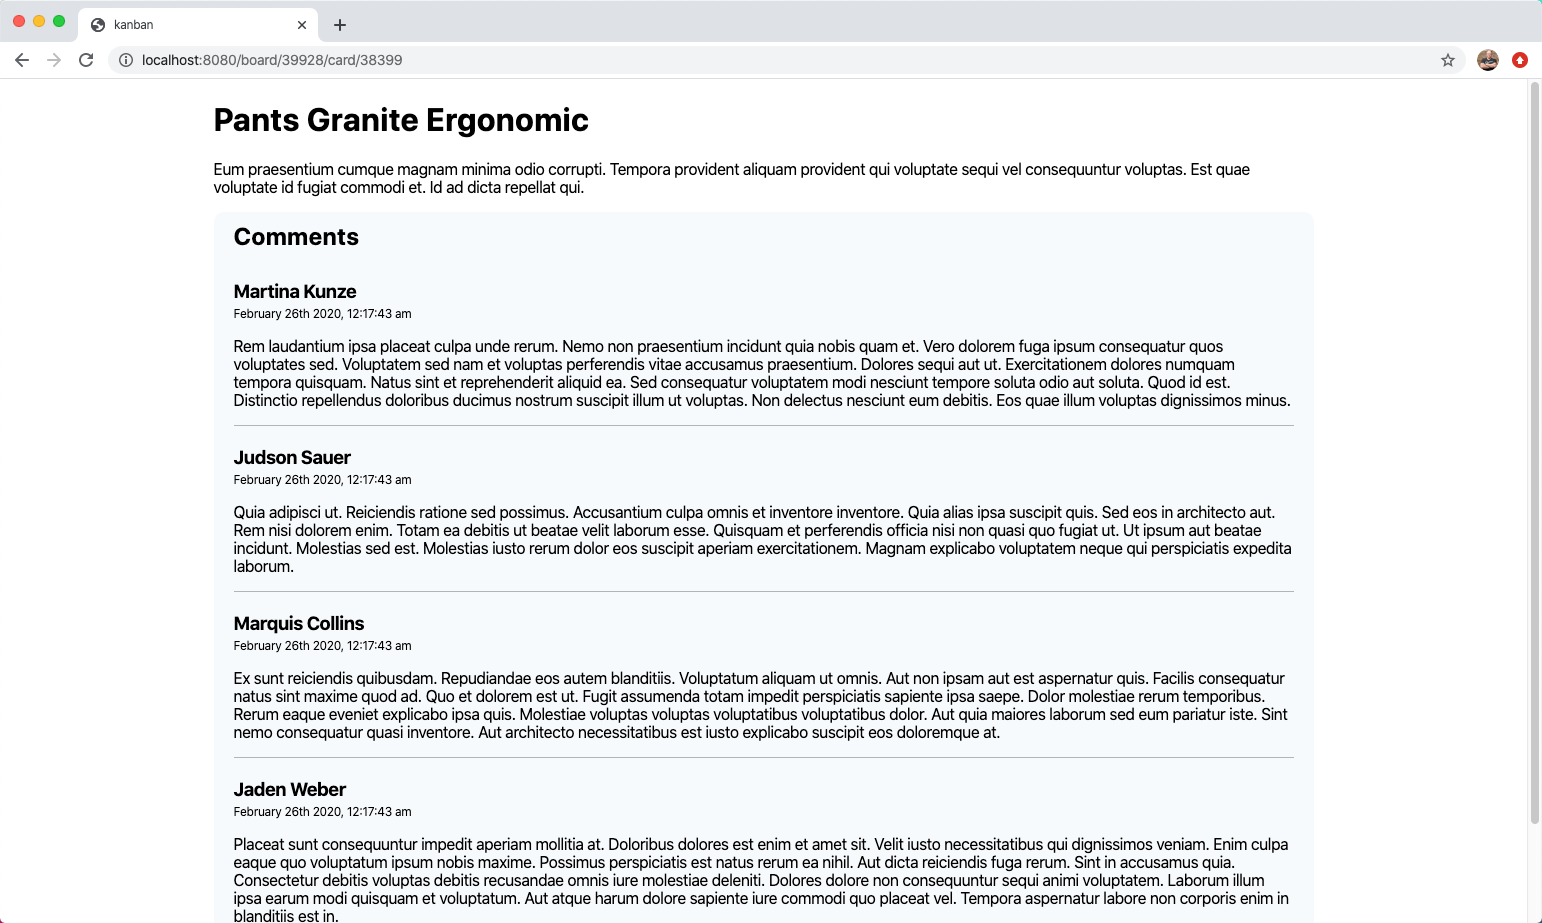 kanban
localhost:8080/board/39928/card/38399
Pants Granite Ergonomic
Eum praesentium cumque magnam minima odio corrupti. Tempora provident aliquam provident qui voluptate sequi vel consequuntur voluptas. Est quae
voluptate id fugiat commodi et. Id ad dicta repellat qui.
Comments
Martina Kunze
February 26th 2020, 12:17:43 am
Rem laudantium ipsa placeat culpa unde rerum. Nemo non praesentium incidunt quia nobis quam et. Vero dolorem fuga ipsum consequatur quos
voluptates sed. Voluptatem sed nam et voluptas perferendis vitae accusamus praesentium. Dolores sequi aut ut. Exercitationem dolores numquam
tempora quisquam. Natus sint et reprehenderit aliquid ea. Sed consequatur voluptatem modi nesciunt tempore soluta odio aut soluta. Quod id est.
Distinctio repellendus doloribus ducimus nostrum suscipit illum ut voluptas. Non delectus nesciunt eum debitis. Eos quae illum voluptas dignissimos minus.
Judson Sauer
February 26th 2020, 12:17:43 am
Quia adipisci ut. Reiciendis ratione sed possimus. Accusantium culpa omnis et inventore inventore. Quia alias ipsa suscipit quis. Sed eos in architecto aut.
Rem nisi dolorem enim. Totam ea debitis ut beatae velit laborum esse. Quisquam et perferendis officia nisi non quasi quo fugiat ut. Ut ipsum aut beatae
incidunt. Molestias sed est. Molestias iusto rerum dolor eos suscipit aperiam exercitationem. Magnam explicabo voluptatem neque qui perspiciatis expedita
laborum.
Marquis Collins
February 26th 2020, 12:17:43 am
Ex sunt reiciendis quibusdam. Repudiandae eos autem blanditiis. Voluptatum aliquam ut omnis. Aut non ipsam aut est aspernatur quis. Facilis consequatur
natus sint maxime quod ad. Quo et dolorem est ut. Fugit assumenda totam impedit perspiciatis sapiente ipsa saepe. Dolor molestiae rerum temporibus.
Rerum eaque eveniet explicabo ipsa quis. Molestiae voluptas voluptas voluptatibus voluptatibus dolor. Aut quia maiores laborum sed eum pariatur iste. Sint
nemo consequatur quasi inventore. Aut architecto necessitatibus est iusto explicabo suscipit eos doloremque at.
Jaden Weber
February 26th 2020, 12:17:43 am
Placeat sunt consequuntur impedit aperiam mollitia at. Doloribus dolores est enim et amet sit. Velit iusto necessitatibus qui dignissimos veniam. Enim culpa
eaque quo voluptatum ipsum nobis maxime. Possimus perspiciatis est natus rerum ea nihil. Aut dicta reiciendis fuga rerum. Sint in accusamus quia.
Consectetur debitis voluptas debitis recusandae omnis iure molestiae deleniti. Dolores dolore non consequuntur sequi animi voluptatem. Laborum illum
ipsa earum modi quisquam et voluptatum. Aut atque harum dolore sapiente iure commodi quo placeat vel. Tempora aspernatur labore non corporis enim in
blanditiis est in.